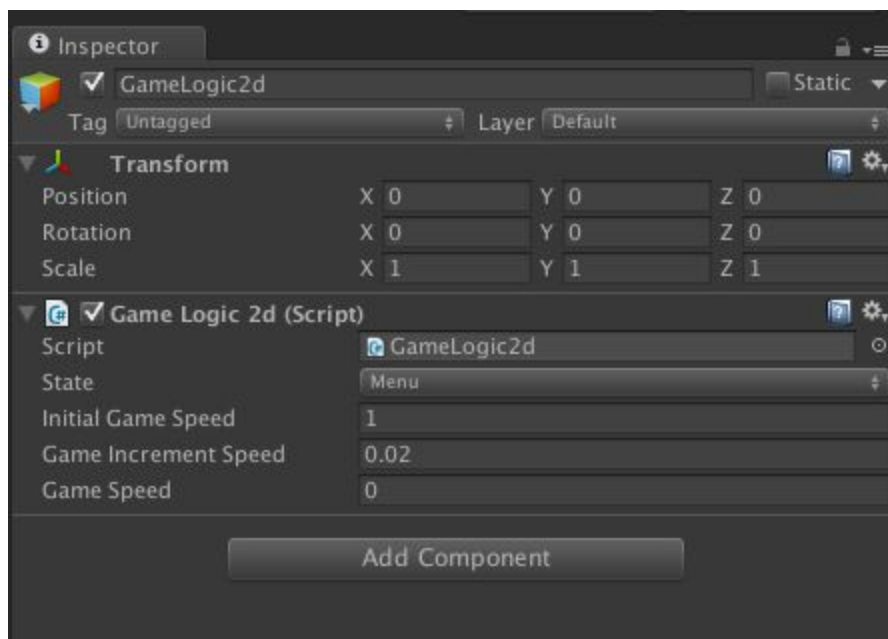 Inspector
GameLogic2d Static
Tag Untagged Layer Default
Transform
Position X 0 Y 0 Z 0
Rotation X 0 Y 0 Z 0
Scale X 1 Y 1 Z 1
Game Logic 2d (Script)
Script GameLogic2d
State Menu
Initial Game Speed 1
Game Increment Speed 0.02
Game Speed 0
Add Component